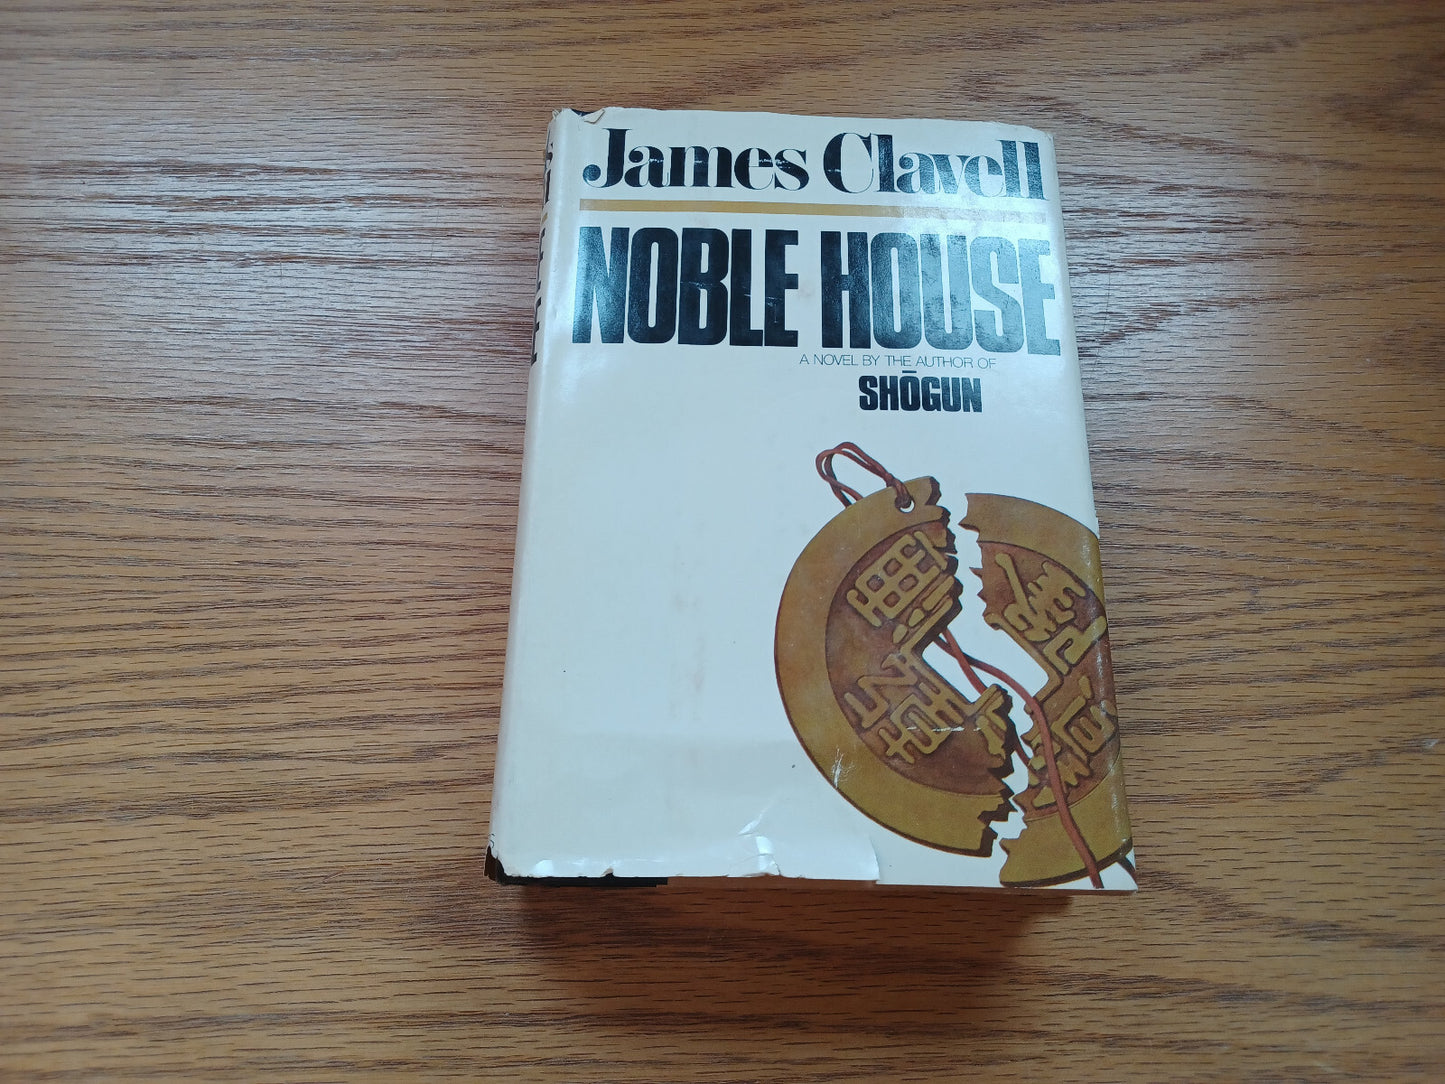 James Clavell
NOBLE HOUSE
A NOVEL BY THE AUTHOR OF
SHŌGUN